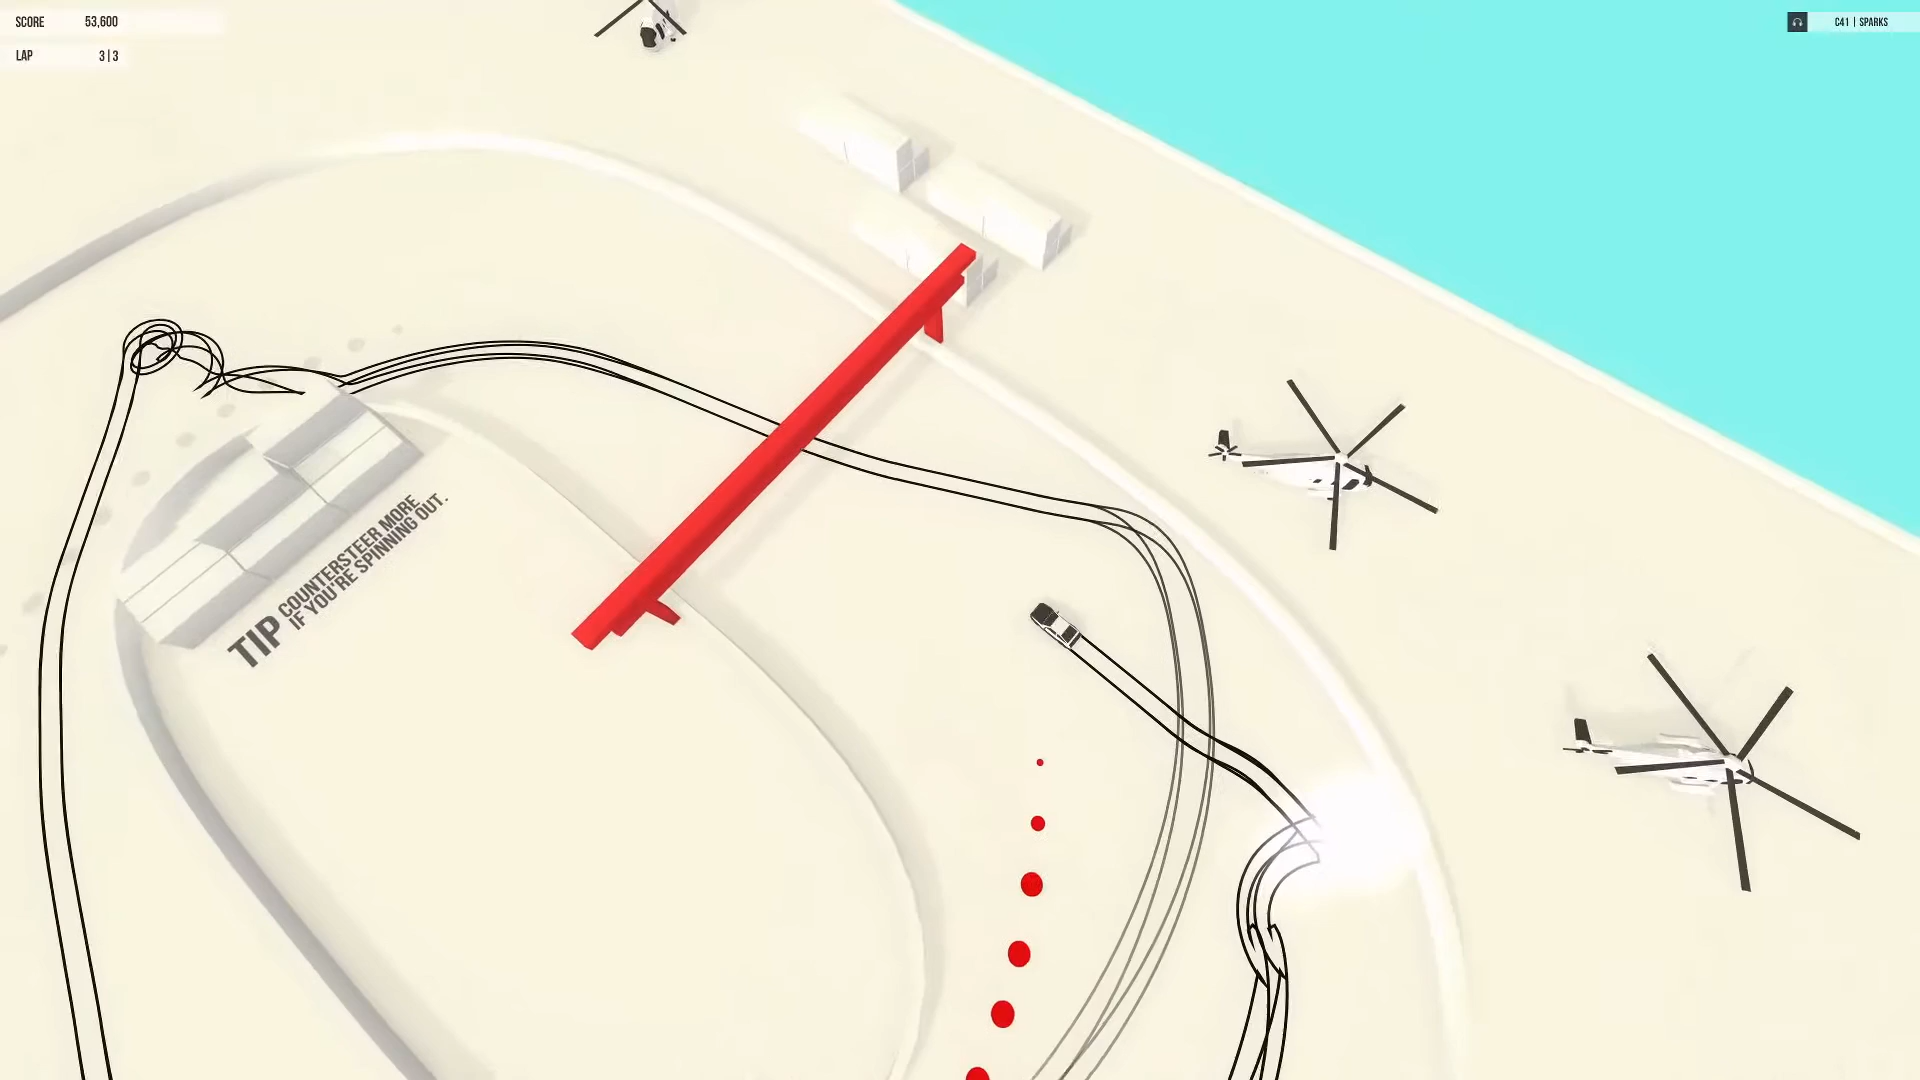 SCORE 53,600
LAP 3|3
C41 | SPARKS
TIP COUNTERSTEER MORE
IF YOU'RE SPINNING OUT.